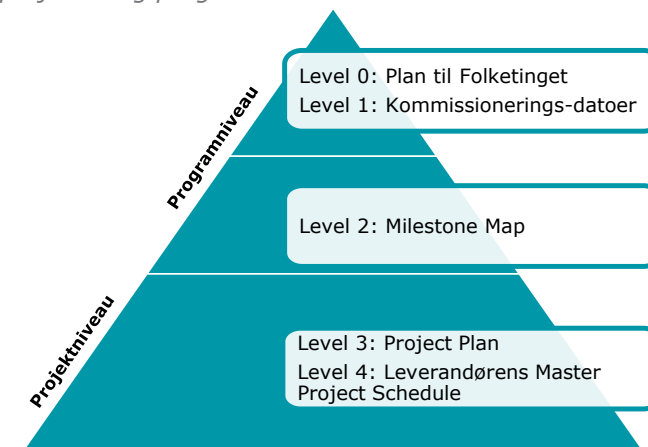 Level 0: Plan til Folketinget
Level 1: Kommissionerings-datoer
Programniveau
Level 2: Milestone Map
Projektniveau
Level 3: Project Plan
Level 4: Leverandørens Master
Project Schedule